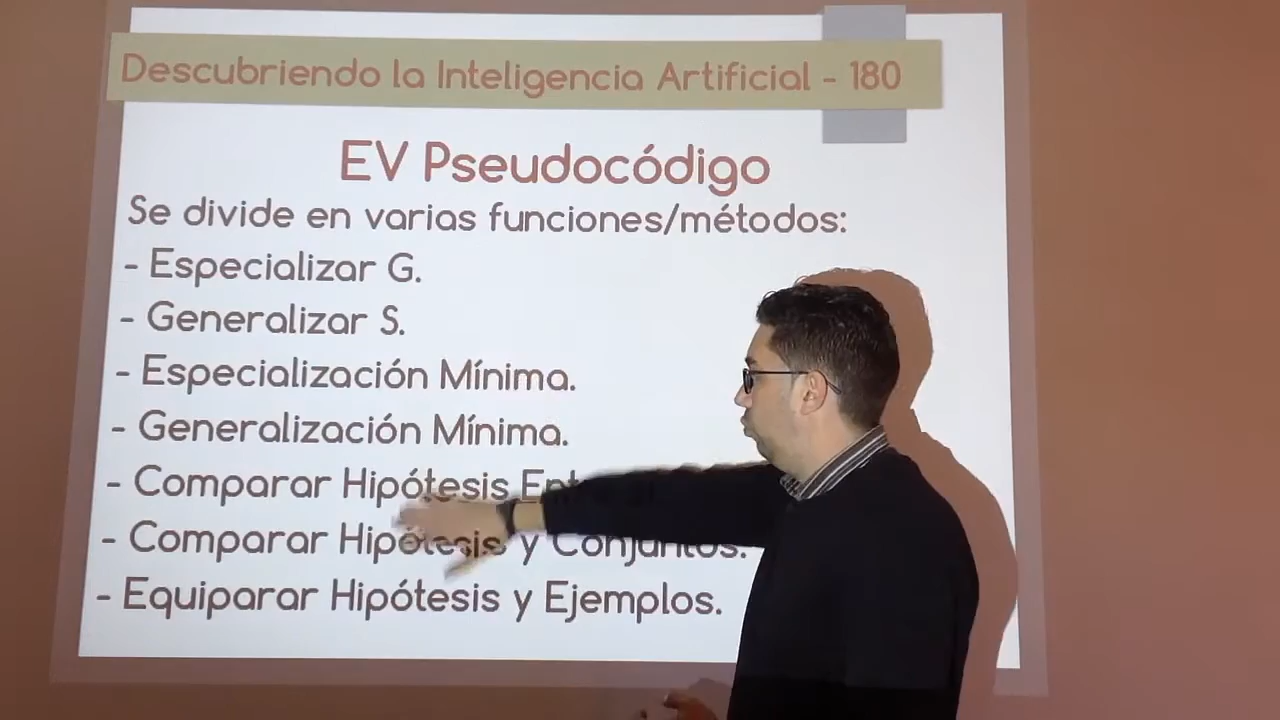 Descubriendo la Inteligencia Artificial - 180
EV Pseudocódigo
Se divide en varias funciones/métodos:
- Especializar G.
- Generalizar S.
- Especialización Mínima.
- Generalización Mínima.
- Comparar Hipótesis
- Comparar Hipótesis y Conjuntos.
- Equiparar Hipótesis y Ejemplos.